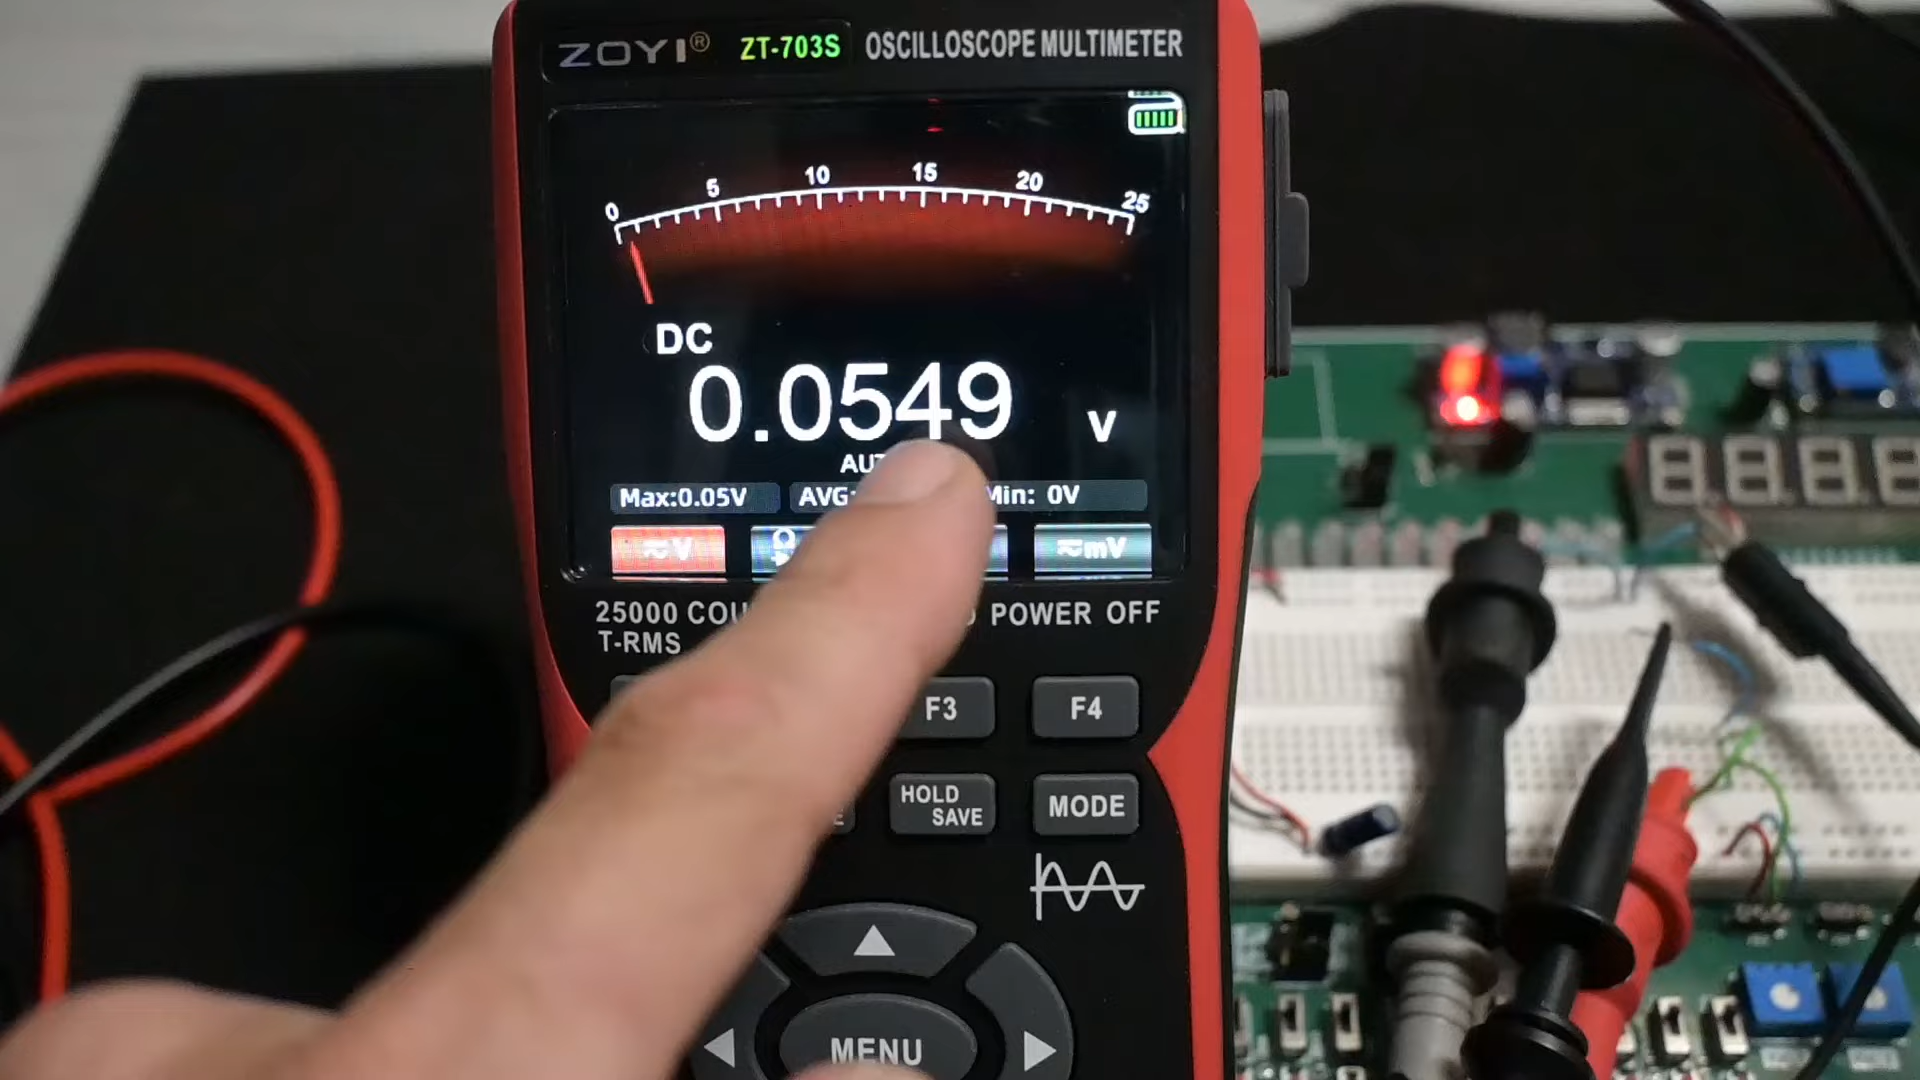 ZOYI® ZT-703S OSCILLOSCOPE MULTIMETER
0 5 10 15 20 25
DC
0.0549 V
Max:0.05V AVG: Min: 0V
≂V Ω ≂mV
25000 POWER OFF
T-RMS
F3 F4
HOLD SAVE MODE
MENU